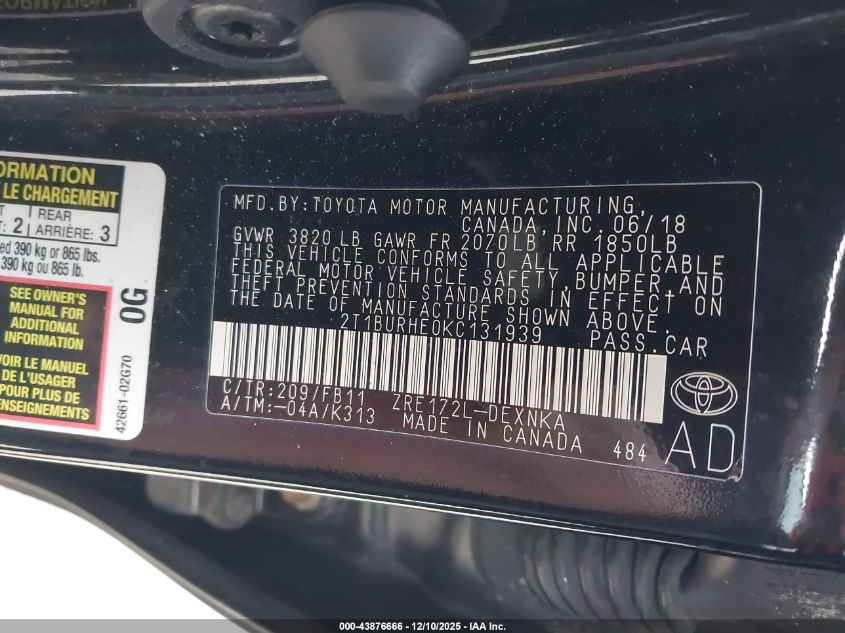 ORMATION
LE CHARGEMENT
REAR
2 ARRIÈRE: 3
390 kg or 865 lbs.
390 kg ou 865 lb.
SEE OWNER'S
MANUAL FOR
ADDITIONAL
INFORMATION
VOIR LE MANUEL
DE L'USAGER
POUR PLUS DE
RENSEIGNEMENTS
0G
42661-02G70
MFD.BY:TOYOTA MOTOR MANUFACTURING,
CANADA, INC. 06/18
GVWR 3820 LB GAWR FR 2070LB RR 1850LB
THIS VEHICLE CONFORMS TO ALL APPLICABLE
FEDERAL MOTOR VEHICLE SAFETY,BUMPER,AND
THEFT PREVENTION STANDARDS IN EFFECT ON
THE DATE OF MANUFACTURE SHOWN ABOVE.
2T1BURHE0KC131939 PASS.CAR
C/TR:209/FB11 ZRE172L-DEXNKA
A/TM:-04A/K313 MADE IN CANADA 484
AD
000-43876666 - 12/10/2025 - IAA Inc.